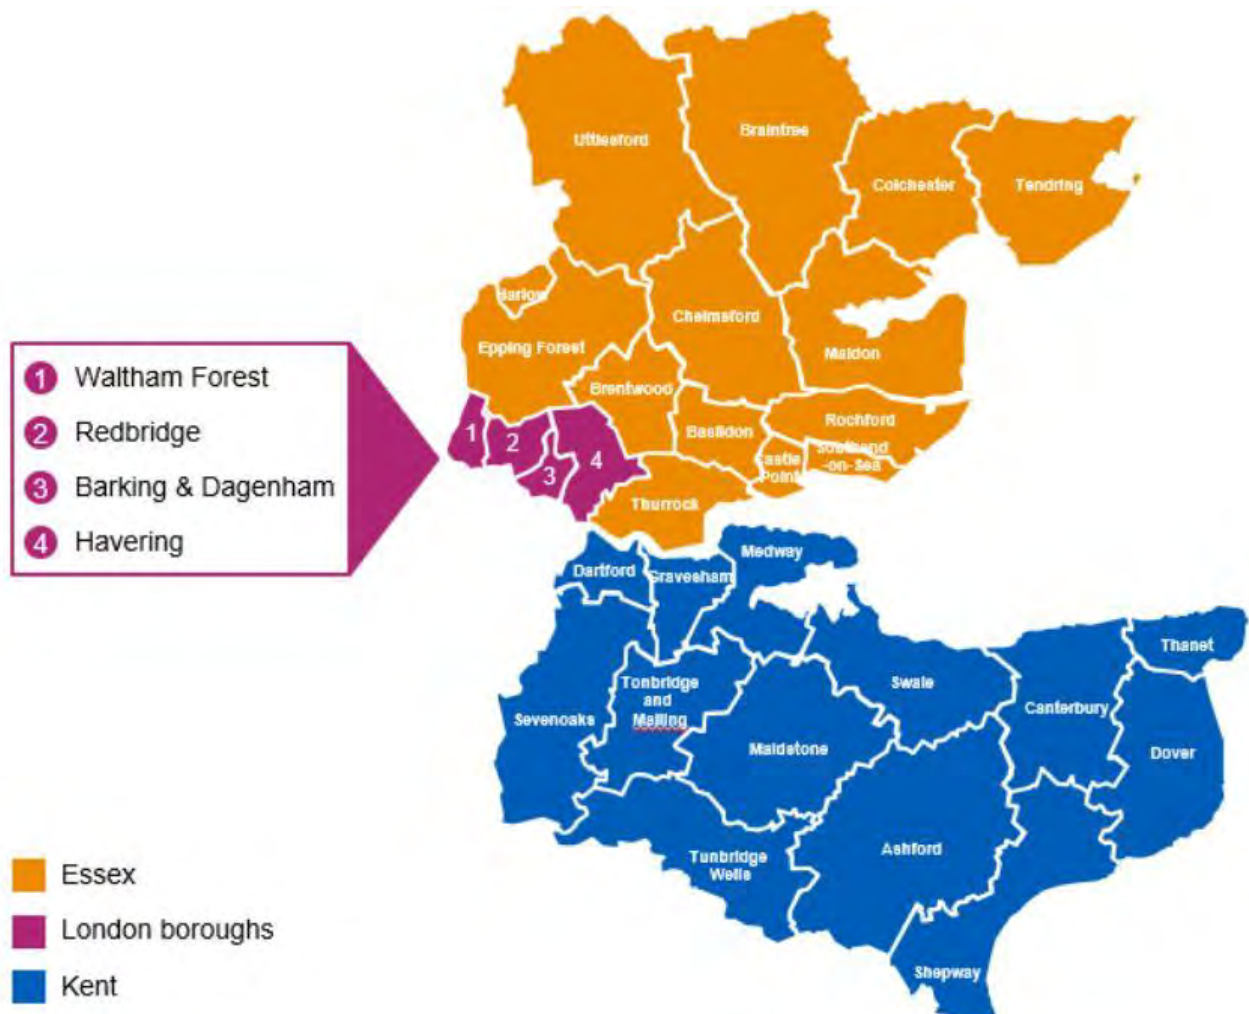 Uttlesford
Braintree
Colchester
Tendring
Harlow
Chelmsford
Epping Forest
Maldon
Brentwood
Rochford
Basildon
Southend
-on-Sea
Castle
Point
Thurrock
1
2
3
4
1 Waltham Forest
2 Redbridge
3 Barking & Dagenham
4 Havering
Medway
Dartford
Gravesham
Thanet
Swale
Tonbridge
and
Malling
Sevenoaks
Canterbury
Maidstone
Dover
Ashford
Tunbridge
Wells
Shepway
Essex
London boroughs
Kent